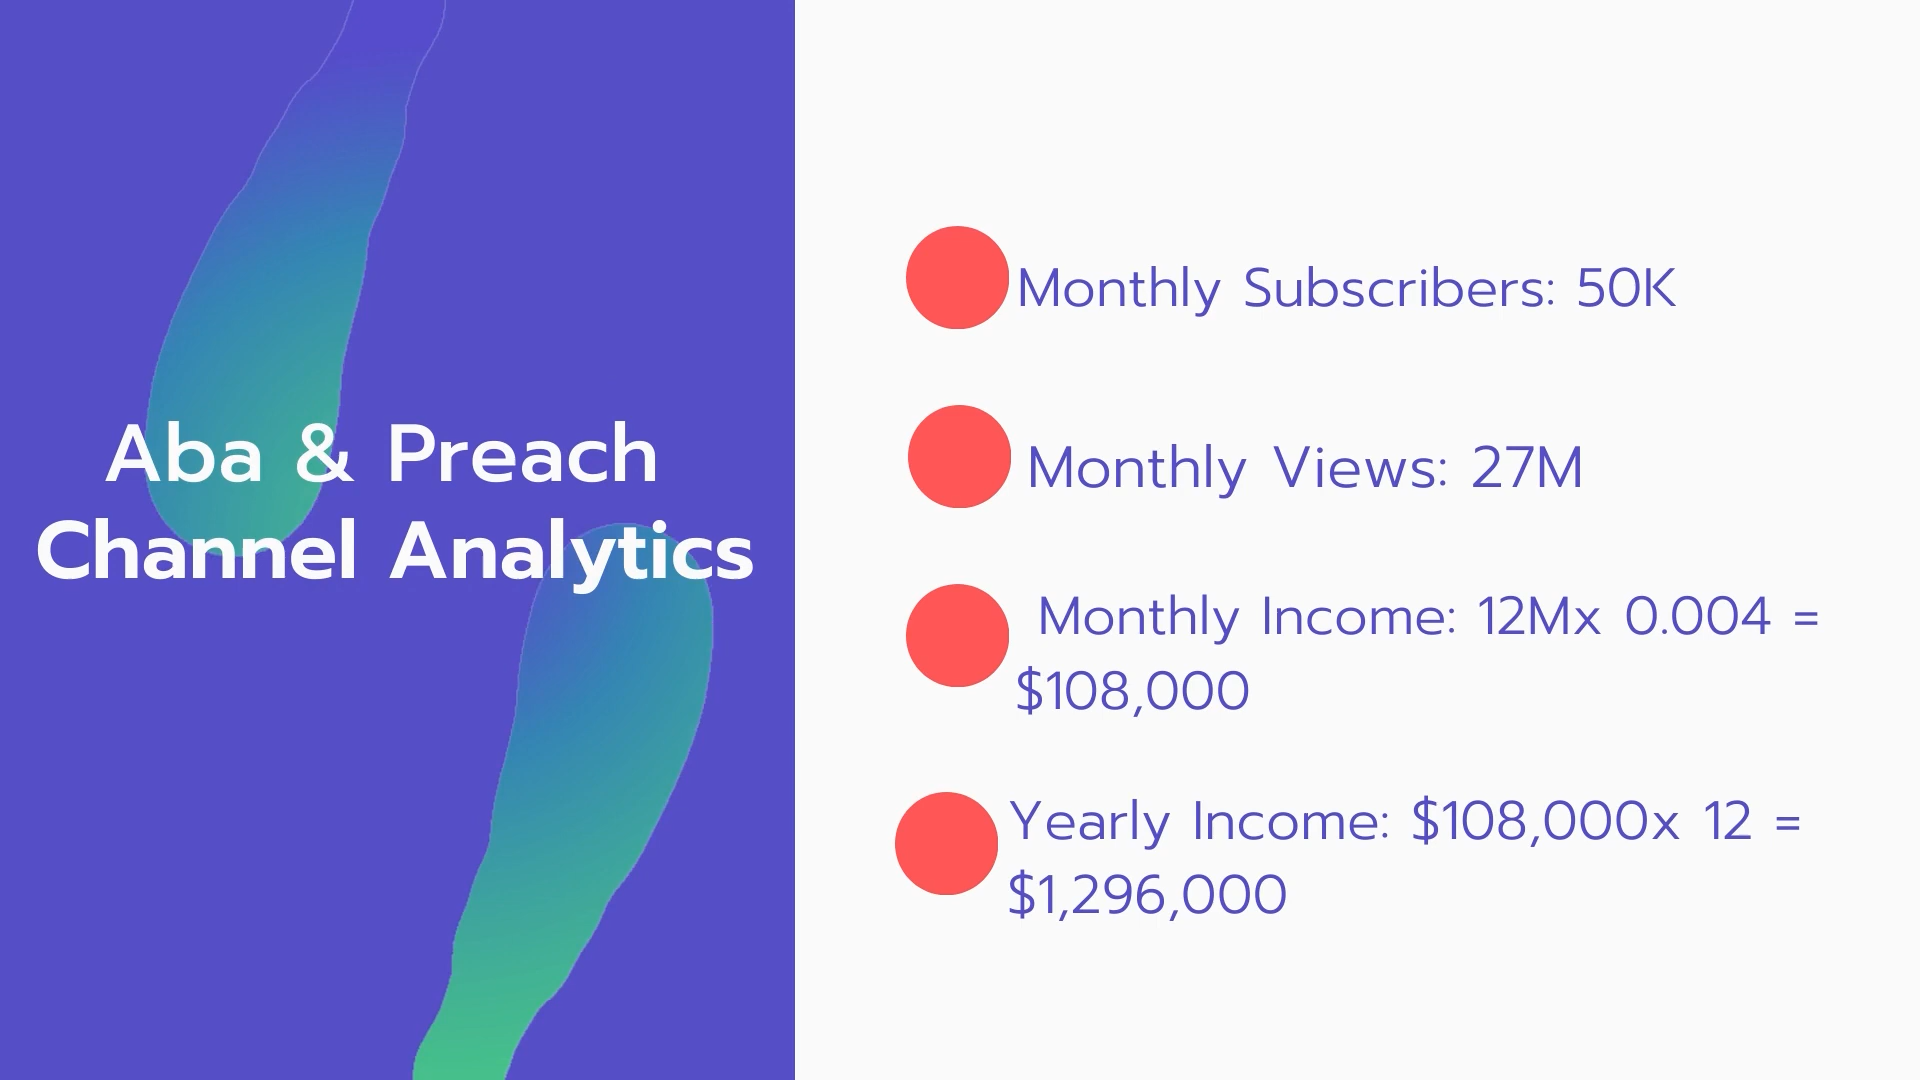 Aba & Preach
Channel Analytics
Monthly Subscribers: 50K
Monthly Views: 27M
Monthly Income: 12Mx 0.004 =
$108,000
Yearly Income: $108,000x 12 =
$1,296,000